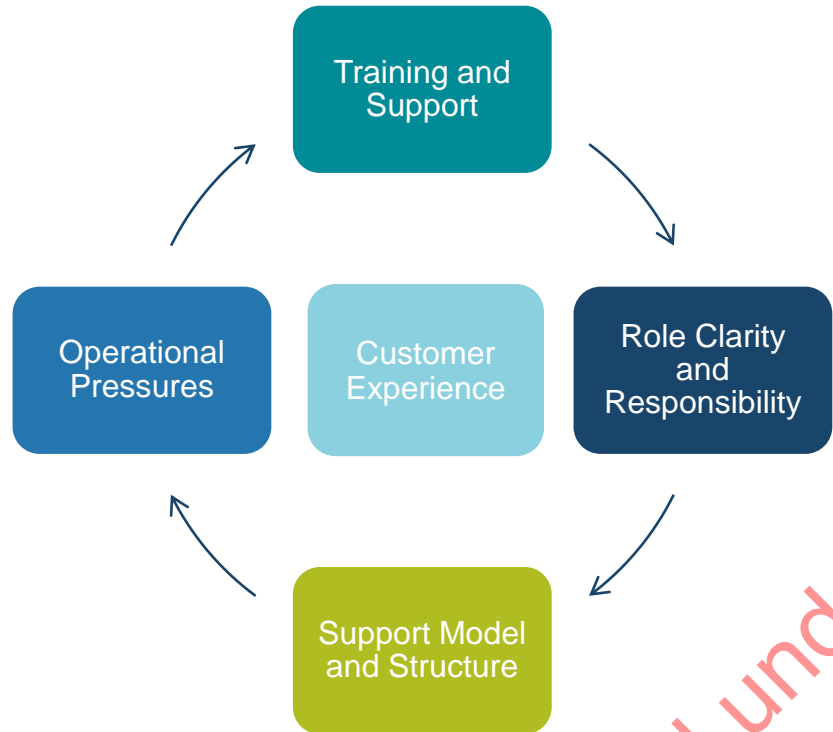 Training and
Support
Operational
Pressures
Customer
Experience
Role Clarity
and
Responsibility
Support Model
and Structure